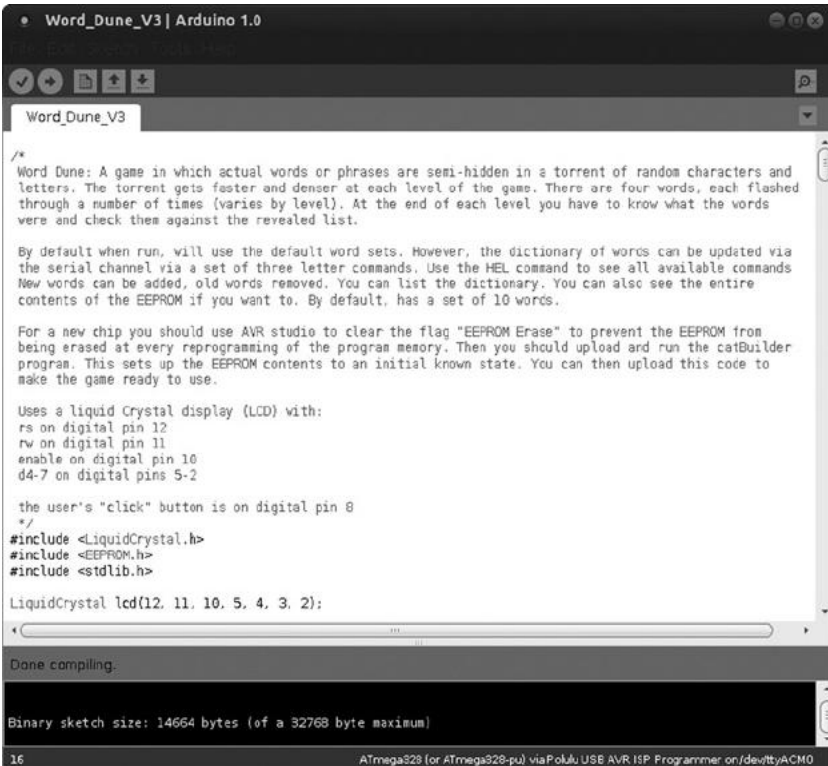 Word_Dune_V3 | Arduino 1.0
File Edit Sketch Tools Help
Word_Dune_V3
/*
Word Dune: A game in which actual words or phrases are semi-hidden in a torrent of random characters and
letters. The torrent gets faster and denser at each level of the game. There are four words, each flashed
through a number of times (varies by level). At the end of each level you have to know what the words
were and check them against the revealed list.
By default when run, will use the default word sets. However, the dictionary of words can be updated via
the serial channel via a set of three letter commands. Use the HEL command to see all available commands
New words can be added, old words removed. You can list the dictionary. You can also see the entire
contents of the EEPROM if you want to. By default, has a set of 10 words.
For a new chip you should use AVR studio to clear the flag "EEPROM Erase" to prevent the EEPROM from
being erased at every reprogramming of the program memory. Then you should upload and run the catBuilder
program. This sets up the EEPROM contents to an initial known state. You can then upload this code to
make the game ready to use.
Uses a liquid Crystal display (LCD) with:
rs on digital pin 12
rw on digital pin 11
enable on digital pin 10
d4-7 on digital pins 5-2
the user's "click" button is on digital pin 8
*/
#include <LiquidCrystal.h>
#include <EEPROM.h>
#include <stdlib.h>
LiquidCrystal lcd(12, 11, 10, 5, 4, 3, 2);
Done compiling.
Binary sketch size: 14664 bytes (of a 32768 byte maximum)
16 ATmega328 (or ATmega328-pu) via Polulu USB AVR ISP Programmer on /dev/ttyACM0